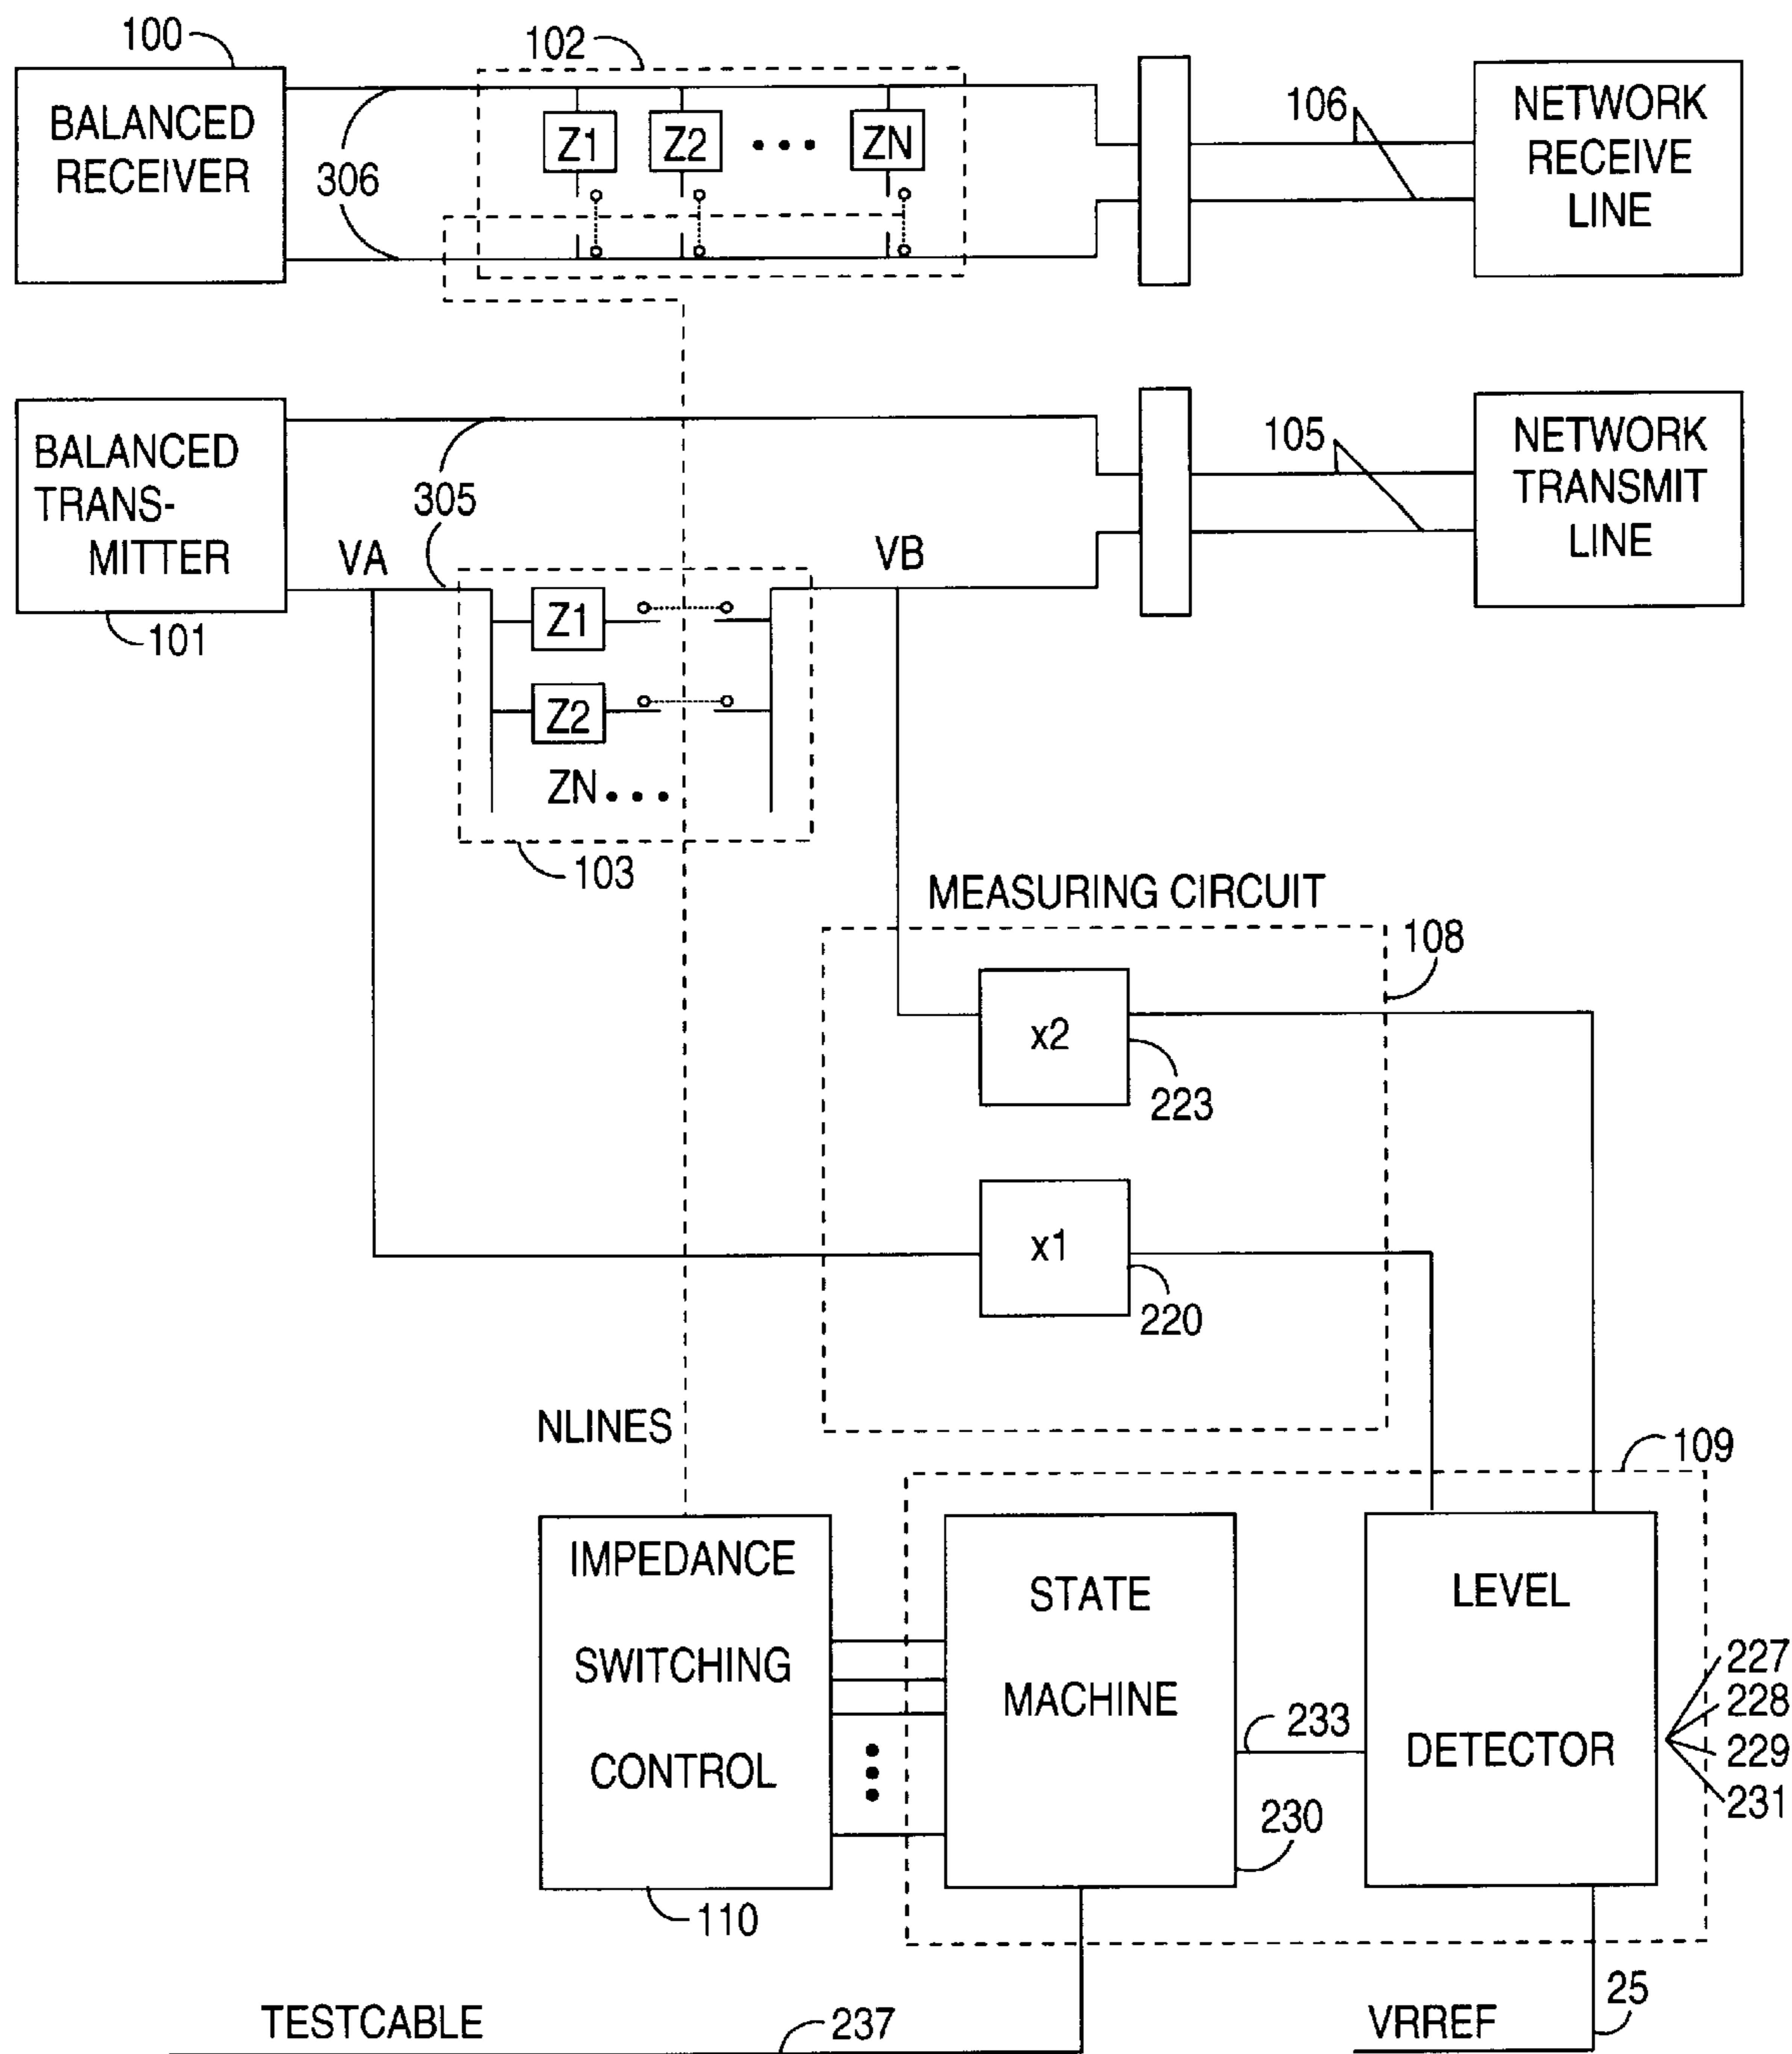 100
102
BALANCED
RECEIVER
306
Z1
Z2
• • •
ZN
106
NETWORK
RECEIVE
LINE
BALANCED
TRANS-
MITTER
101
305
VA
VB
105
NETWORK
TRANSMIT
LINE
Z1
Z2
ZN • • •
103
MEASURING CIRCUIT
108
x2
223
x1
220
NLINES
109
IMPEDANCE
SWITCHING
CONTROL
110
STATE
MACHINE
233
230
LEVEL
DETECTOR
227
228
229
231
TESTCABLE
237
VRREF
25